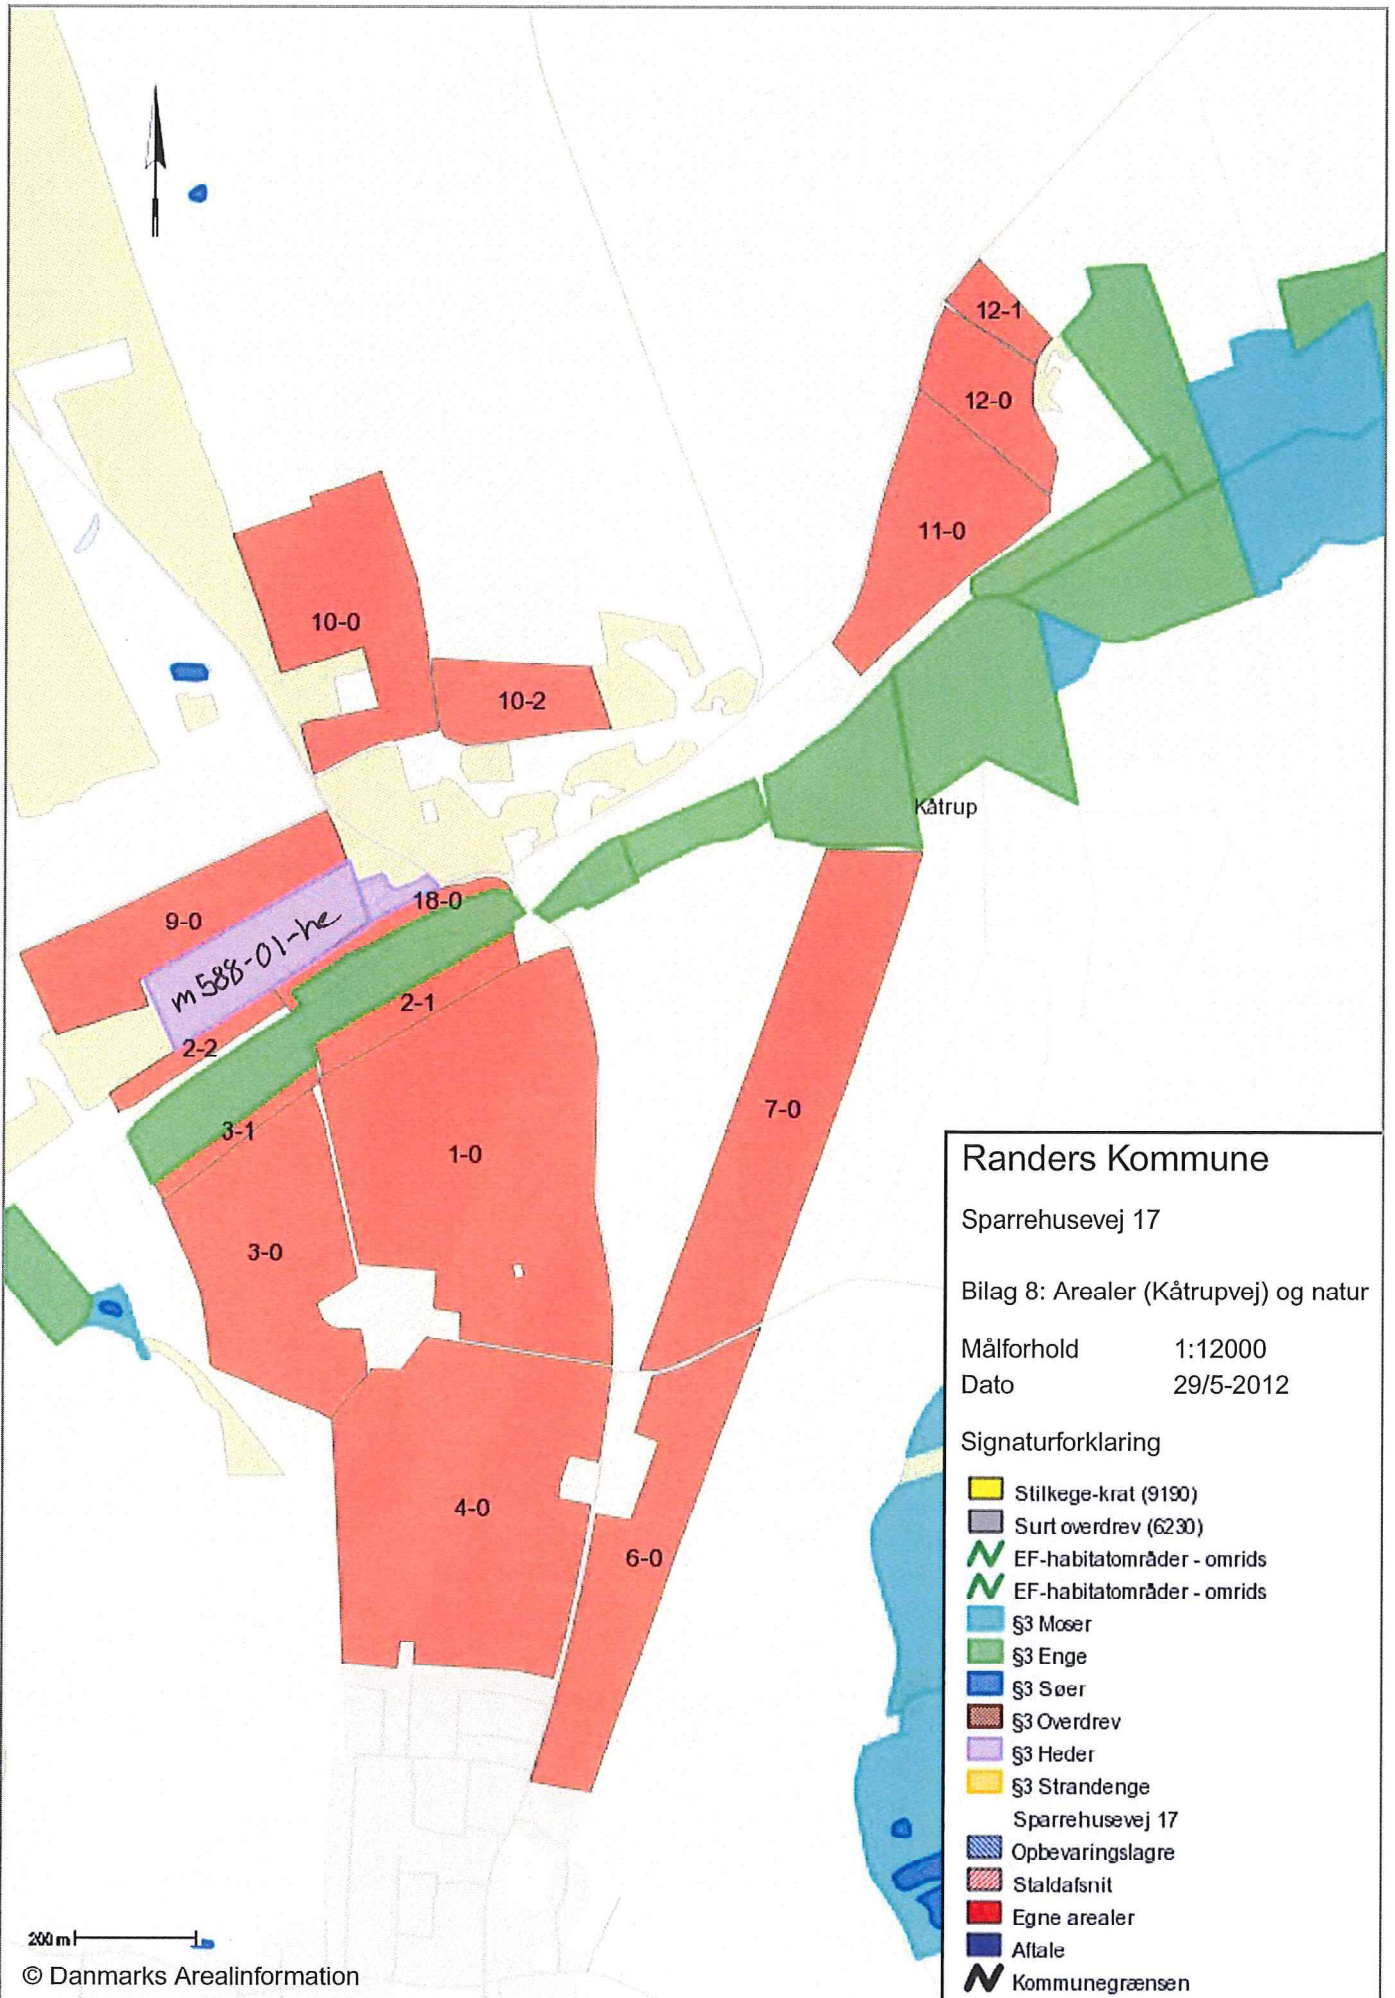 12-1
12-0
11-0
10-0
10-2
Kåtrup
18-0
9-0
m588-01-he
2-1
2-2
7-0
3-1
1-0
3-0
4-0
6-0
Randers Kommune
Sparrehusevej 17
Bilag 8: Arealer (Kåtrupvej) og natur
Målforhold 1:12000
Dato 29/5-2012
Signaturforklaring
Stilkege-krat (9190)
Surt overdrev (6230)
EF-habitatområder - omrids
EF-habitatområder - omrids
§3 Moser
§3 Enge
§3 Søer
§3 Overdrev
§3 Heder
§3 Strandenge
Sparrehusevej 17
Opbevaringslagre
Staldafsnit
Egne arealer
Aftale
Kommunegrænsen
200 m
© Danmarks Arealinformation